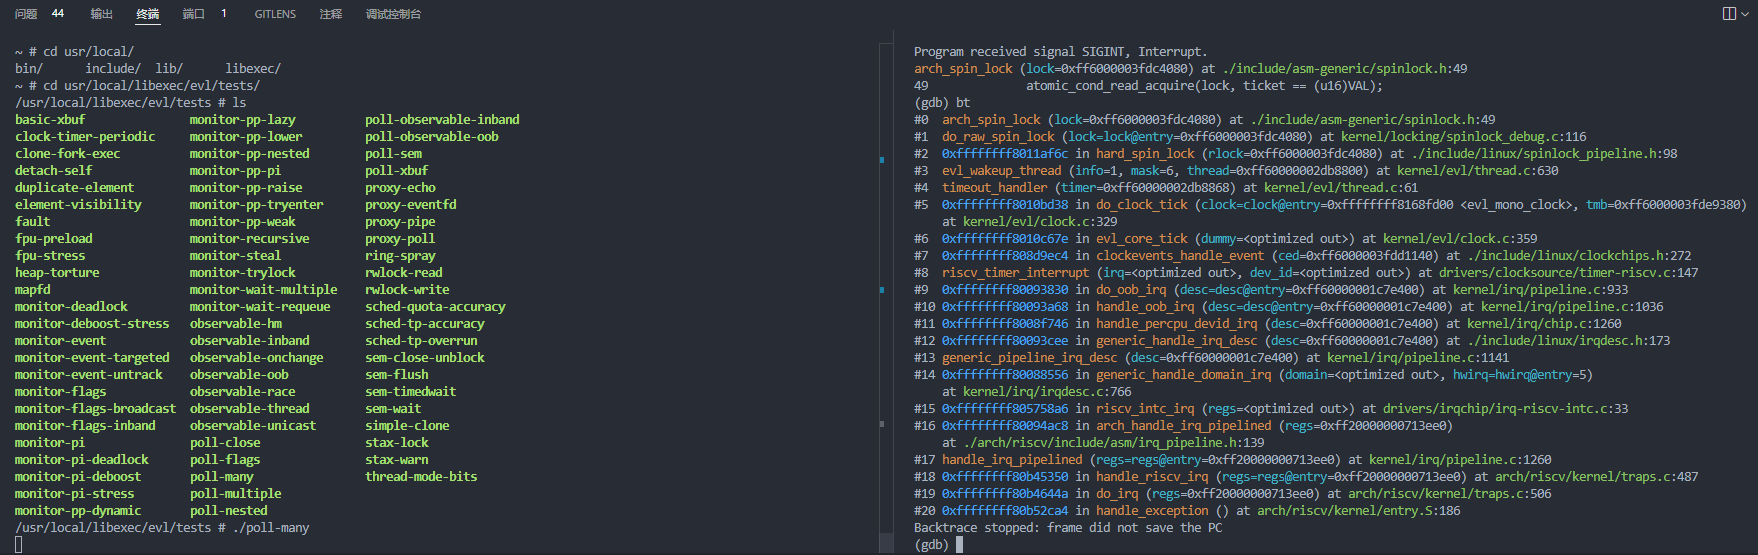 问题 44 输出 终端 端口 1 GITLENS 注释 调试控制台
~ # cd usr/local/
bin/ include/ lib/ libexec/
~ # cd usr/local/libexec/evl/tests/
/usr/local/libexec/evl/tests # ls
basic-xbuf monitor-pp-lazy poll-observable-inband
clock-timer-periodic monitor-pp-lower poll-observable-oob
clone-fork-exec monitor-pp-nested poll-sem
detach-self monitor-pp-pi poll-xbuf
duplicate-element monitor-pp-raise proxy-echo
element-visibility monitor-pp-tryenter proxy-eventfd
fault monitor-pp-weak proxy-pipe
fpu-preload monitor-recursive proxy-poll
fpu-stress monitor-steal ring-spray
heap-torture monitor-trylock rwlock-read
mapfd monitor-wait-multiple rwlock-write
monitor-deadlock monitor-wait-requeue sched-quota-accuracy
monitor-deboost-stress observable-hm sched-tp-accuracy
monitor-event observable-inband sched-tp-overrun
monitor-event-targeted observable-onchange sem-close-unblock
monitor-event-untrack observable-oob sem-flush
monitor-flags observable-race sem-timedwait
monitor-flags-broadcast observable-thread sem-wait
monitor-flags-inband observable-unicast simple-clone
monitor-pi poll-close stax-lock
monitor-pi-deadlock poll-flags stax-warn
monitor-pi-deboost poll-many thread-mode-bits
monitor-pi-stress poll-multiple
monitor-pp-dynamic poll-nested
/usr/local/libexec/evl/tests # ./poll-many
Program received signal SIGINT, Interrupt.
arch_spin_lock (lock=0xff6000003fdc4080) at ./include/asm-generic/spinlock.h:49
49 atomic_cond_read_acquire(lock, ticket == (u16)VAL);
(gdb) bt
#0 arch_spin_lock (lock=0xff6000003fdc4080) at ./include/asm-generic/spinlock.h:49
#1 do_raw_spin_lock (lock=lock@entry=0xff6000003fdc4080) at kernel/locking/spinlock_debug.c:116
#2 0xffffffff8011af6c in hard_spin_lock (rlock=0xff6000003fdc4080) at ./include/linux/spinlock_pipeline.h:98
#3 evl_wakeup_thread (info=1, mask=6, thread=0xff60000002db8800) at kernel/evl/thread.c:630
#4 timeout_handler (timer=0xff60000002db8868) at kernel/evl/thread.c:61
#5 0xffffffff8010bd38 in do_clock_tick (clock=clock@entry=0xffffffff8168fd00 <evl_mono_clock>, tmb=0xff6000003fde9380)
at kernel/evl/clock.c:329
#6 0xffffffff8010c67e in evl_core_tick (dummy=<optimized out>) at kernel/evl/clock.c:359
#7 0xffffffff808d9ec4 in clockevents_handle_event (ced=0xff6000003fdd1140) at ./include/linux/clockchips.h:272
#8 riscv_timer_interrupt (irq=<optimized out>, dev_id=<optimized out>) at drivers/clocksource/timer-riscv.c:147
#9 0xffffffff80093830 in do_oob_irq (desc=desc@entry=0xff60000001c7e400) at kernel/irq/pipeline.c:933
#10 0xffffffff80093a68 in handle_oob_irq (desc=desc@entry=0xff60000001c7e400) at kernel/irq/pipeline.c:1036
#11 0xffffffff8008f746 in handle_percpu_devid_irq (desc=0xff60000001c7e400) at kernel/irq/chip.c:1260
#12 0xffffffff80093cee in generic_handle_irq_desc (desc=0xff60000001c7e400) at ./include/linux/irqdesc.h:173
#13 generic_pipeline_irq_desc (desc=0xff60000001c7e400) at kernel/irq/pipeline.c:1141
#14 0xffffffff80088556 in generic_handle_domain_irq (domain=<optimized out>, hwirq=hwirq@entry=5)
at kernel/irq/irqdesc.c:766
#15 0xffffffff805758a6 in riscv_intc_irq (regs=<optimized out>) at drivers/irqchip/irq-riscv-intc.c:33
#16 0xffffffff80094ac8 in arch_handle_irq_pipelined (regs=0xff20000000713ee0)
at ./arch/riscv/include/asm/irq_pipeline.h:139
#17 handle_irq_pipelined (regs=regs@entry=0xff20000000713ee0) at kernel/irq/pipeline.c:1260
#18 0xffffffff80b45350 in handle_riscv_irq (regs=regs@entry=0xff20000000713ee0) at arch/riscv/kernel/traps.c:487
#19 0xffffffff80b4644a in do_irq (regs=0xff20000000713ee0) at arch/riscv/kernel/traps.c:506
#20 0xffffffff80b52ca4 in handle_exception () at arch/riscv/kernel/entry.S:186
Backtrace stopped: frame did not save the PC
(gdb)